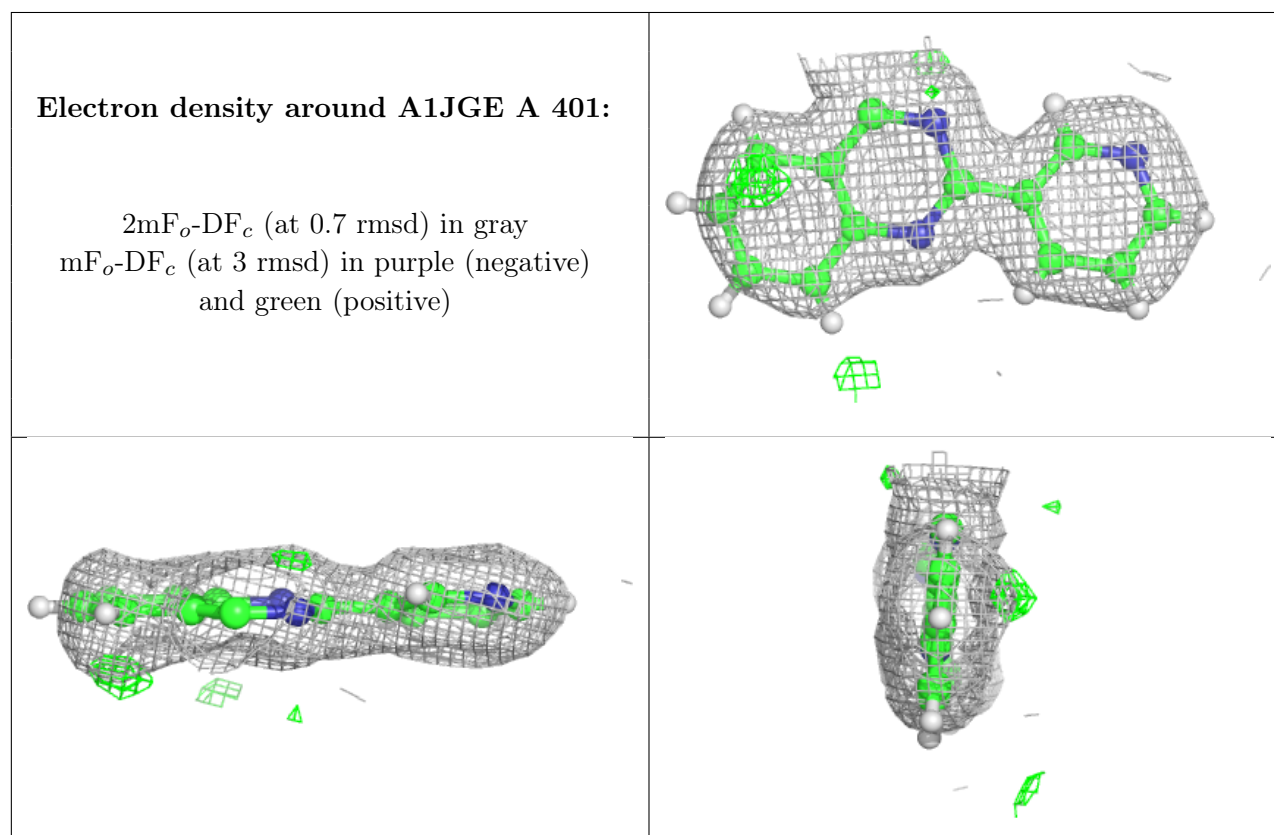 Electron density around A1JGE A 401:
2mFo-DFc (at 0.7 rmsd) in gray
mFo-DFc (at 3 rmsd) in purple (negative)
and green (positive)